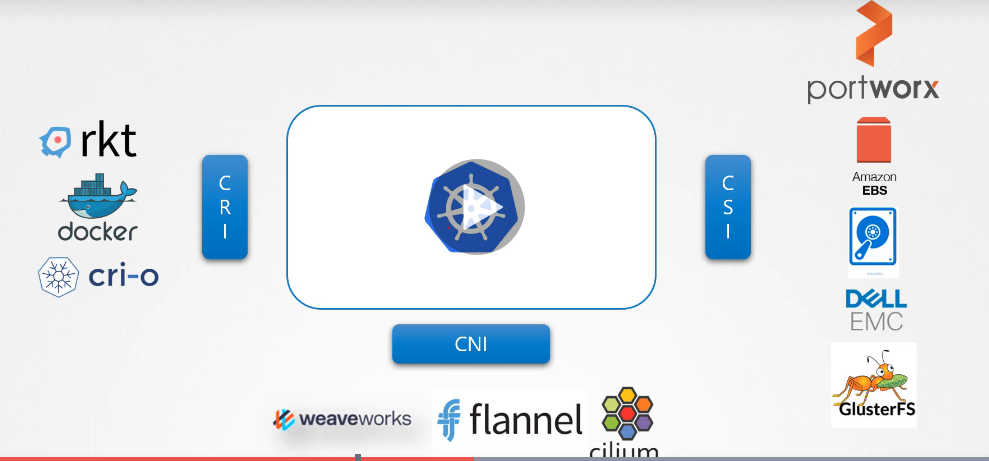 portworx
rkt
docker
cri-o
C
R
I
C
S
I
Amazon
EBS
DELL
EMC
GlusterFS
CNI
weaveworks
flannel
cilium